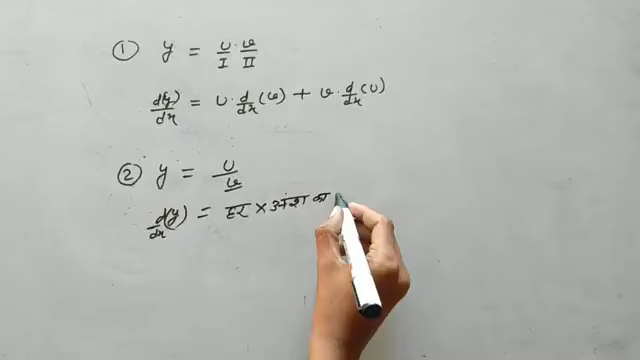 ① y = U/I · v/II
d(y)/dx = U · d/dx (v) + v · d/dx (U)
② y = U/v
d(y)/dx = हर × अंश का